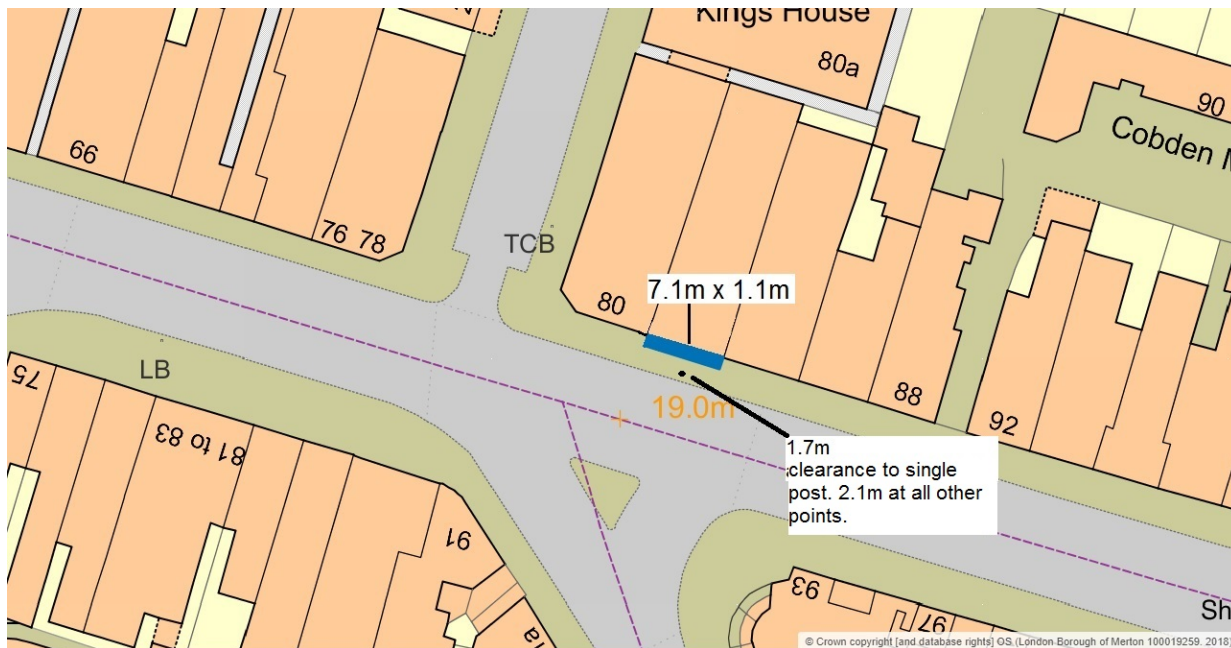 Kings House
80a
90
Cobden
99
76 78
TCB
7.1m x 1.1m
80
LB
75
19.0m
88
92
81 to 83
1.7m
clearance to single
post. 2.1m at all other
points.
91
93
1a
97
Sh
© Crown copyright [and database rights] OS (London Borough of Merton 100019259. 2018)